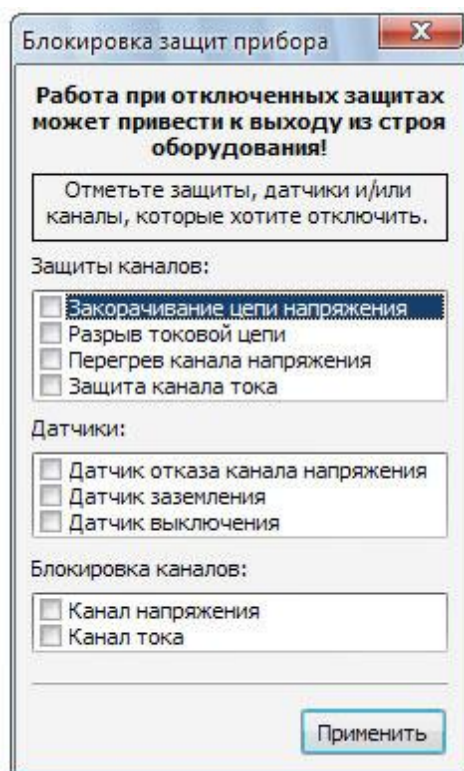 Блокировка защит прибора
Работа при отключенных защитах
может привести к выходу из строя
оборудования!
Отметьте защиты, датчики и/или
каналы, которые хотите отключить.
Защиты каналов:
Закорачивание цепи напряжения
Разрыв токовой цепи
Перегрев канала напряжения
Защита канала тока
Датчики:
Датчик отказа канала напряжения
Датчик заземления
Датчик выключения
Блокировка каналов:
Канал напряжения
Канал тока
Применить